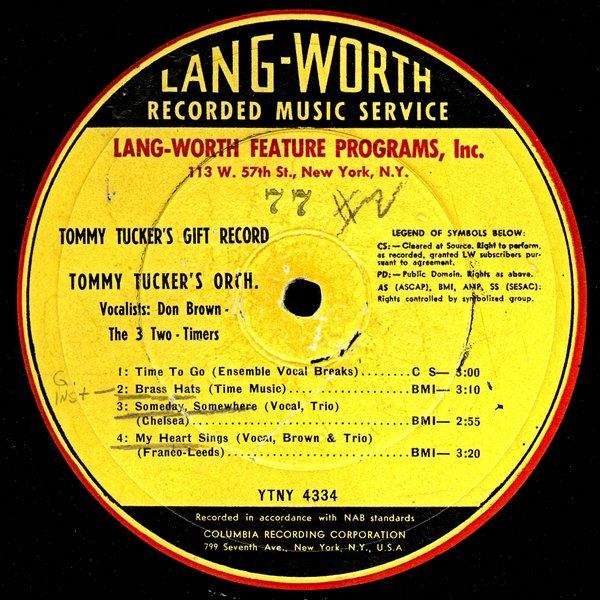 LANG-WORTH
RECORDED MUSIC SERVICE
LANG-WORTH FEATURE PROGRAMS, Inc.
113 W. 57th St., New York, N.Y.
77
TOMMY TUCKER'S GIFT RECORD
TOMMY TUCKER'S ORCH.
Vocalists: Don Brown -
The 3 Two - Timers
LEGEND OF SYMBOLS BELOW:
CS:— Cleared at Source. Right to perform,
as recorded, granted LW subscribers pur-
suant to agreement.
PD:— Public Domain. Rights as above.
AS (ASCAP), BMI, AMP, SS (SESAC):
Rights controlled by symbolized group.
1: Time To Go (Ensemble Vocal Breaks)........C S— 3:00
G.
INST — 2: Brass Hats (Time Music)....................BMI— 3:10
3: Someday, Somewhere (Vocal, Trio)
(Chelsea)....................................BMI— 2:55
4: My Heart Sings (Vocal, Brown & Trio)
(Franco-Leeds)..............................BMI— 3:20
YTNY 4334
Recorded in accordance with NAB standards
COLUMBIA RECORDING CORPORATION
799 Seventh Ave., New York, N.Y., U.S.A